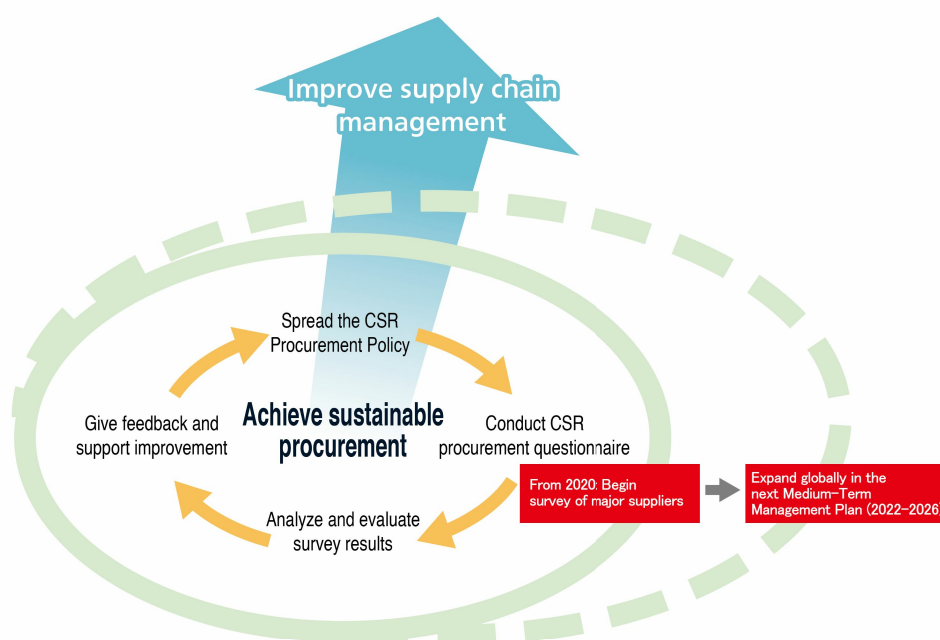 Improve supply chain
management
Spread the CSR
Procurement Policy
Give feedback and
support improvement
Achieve sustainable
procurement
Conduct CSR
procurement questionnaire
From 2020: Begin
survey of major suppliers
Expand globally in the
next Medium-Term
Management Plan (2022-2026)
Analyze and evaluate
survey results